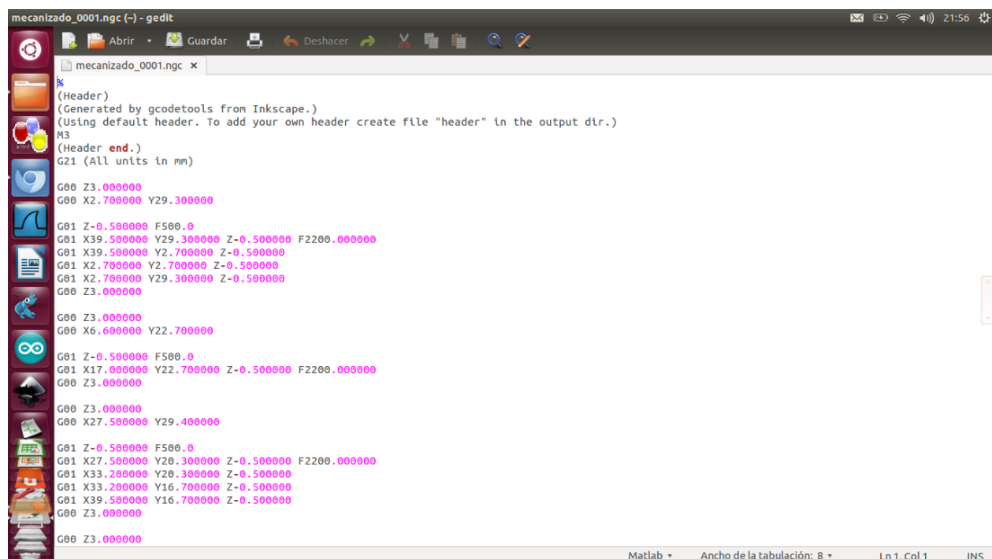 mecanizado_0001.ngc (~) - gedit
21:56
Abrir
Guardar
Deshacer
mecanizado_0001.ngc ×
%
(Header)
(Generated by gcodetools from Inkscape.)
(Using default header. To add your own header create file "header" in the output dir.)
M3
(Header end.)
G21 (All units in mm)
G00 Z3.000000
G00 X2.700000 Y29.300000
G01 Z-0.500000 F500.0
G01 X39.500000 Y29.300000 Z-0.500000 F2200.000000
G01 X39.500000 Y2.700000 Z-0.500000
G01 X2.700000 Y2.700000 Z-0.500000
G01 X2.700000 Y29.300000 Z-0.500000
G00 Z3.000000
G00 Z3.000000
G00 X6.600000 Y22.700000
G01 Z-0.500000 F500.0
G01 X17.000000 Y22.700000 Z-0.500000 F2200.000000
G00 Z3.000000
G00 Z3.000000
G00 X27.500000 Y29.400000
G01 Z-0.500000 F500.0
G01 X27.500000 Y20.300000 Z-0.500000 F2200.000000
G01 X33.200000 Y20.300000 Z-0.500000
G01 X33.200000 Y16.700000 Z-0.500000
G01 X39.500000 Y16.700000 Z-0.500000
G00 Z3.000000
G00 Z3.000000
Matlab Ancho de la tabulación: 8 Ln 1, Col 1 INS